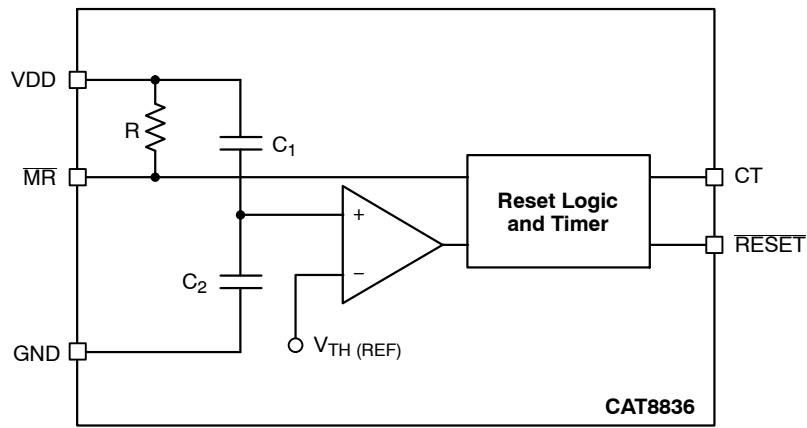 VDD
R
C1
MR
CT
Reset Logic
and Timer
+
RESET
C2
−
GND
VTH (REF)
CAT8836